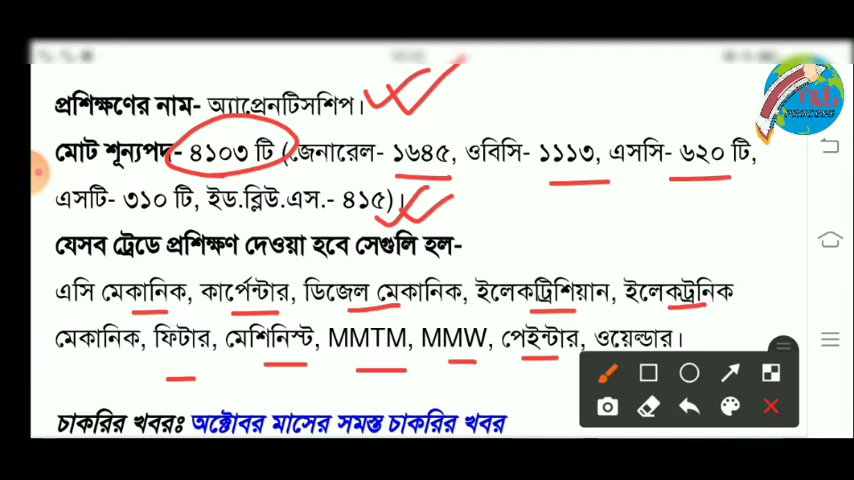 প্রশিক্ষণের নাম- অ্যাপ্রেনটিসশিপ।
মোট শূন্যপদ- ৪১০৩ টি (জেনারেল- ১৬৪৫, ওবিসি- ১১১৩, এসসি- ৬২০ টি,
এসটি- ৩১০ টি, ইড.ব্লিউ.এস.- ৪১৫)।
যেসব ট্রেডে প্রশিক্ষণ দেওয়া হবে সেগুলি হল-
এসি মেকানিক, কার্পেন্টার, ডিজেল মেকানিক, ইলেকট্রিশিয়ান, ইলেকট্রনিক
মেকানিক, ফিটার, মেশিনিস্ট, MMTM, MMW, পেইন্টার, ওয়েল্ডার।
চাকরির খবরঃ অক্টোবর মাসের সমস্ত চাকরির খবর